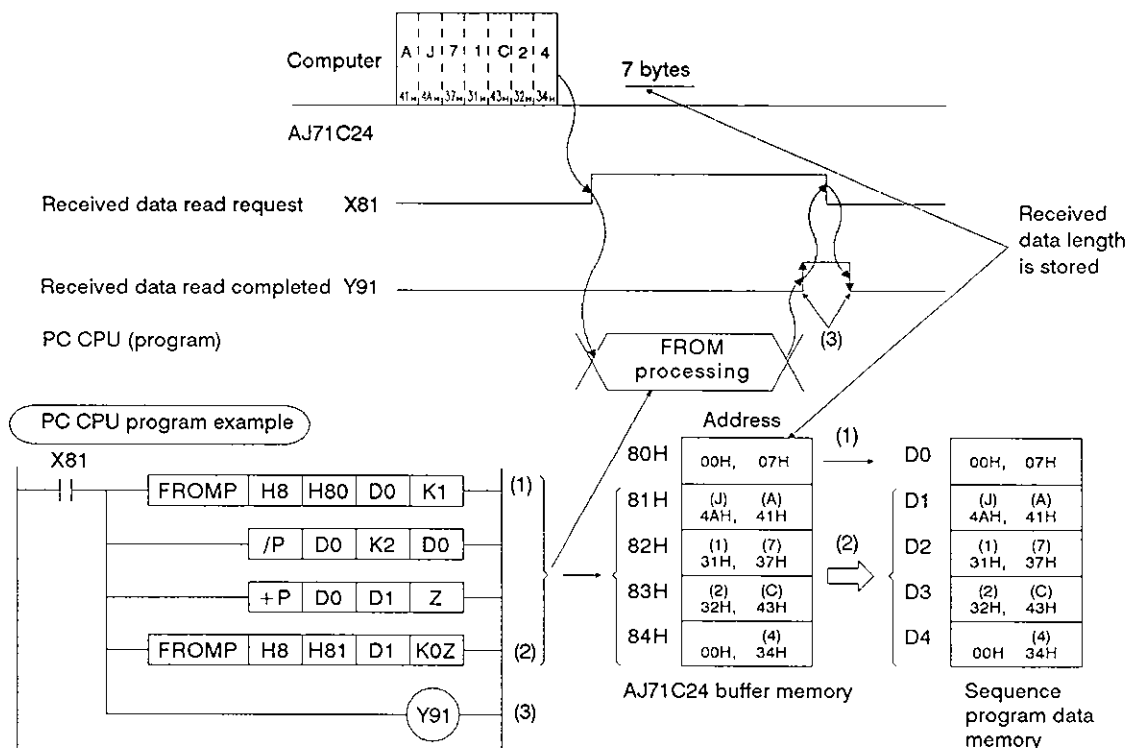 Computer
A J 7 1 C 2 4
41H 4AH 37H 31H 43H 32H 34H
7 bytes
AJ71C24
Received data read request X81
Received data length is stored
Received data read completed Y91
(3)
PC CPU (program)
FROM
processing
PC CPU program example
X81
FROMP H8 H80 D0 K1 (1)
/P D0 K2 D0
+P D0 D1 Z
FROMP H8 H81 D1 K0Z (2)
Y91 (3)
Address
80H 00H, 07H (1) D0 00H, 07H
81H (J) (A) D1 (J) (A)
4AH, 41H 4AH, 41H
82H (1) (7) (2) D2 (1) (7)
31H, 37H 31H, 37H
83H (2) (C) D3 (2) (C)
32H, 43H 32H, 43H
84H (4) D4 (4)
00H, 34H 00H 34H
AJ71C24 buffer memory
Sequence
program data
memory